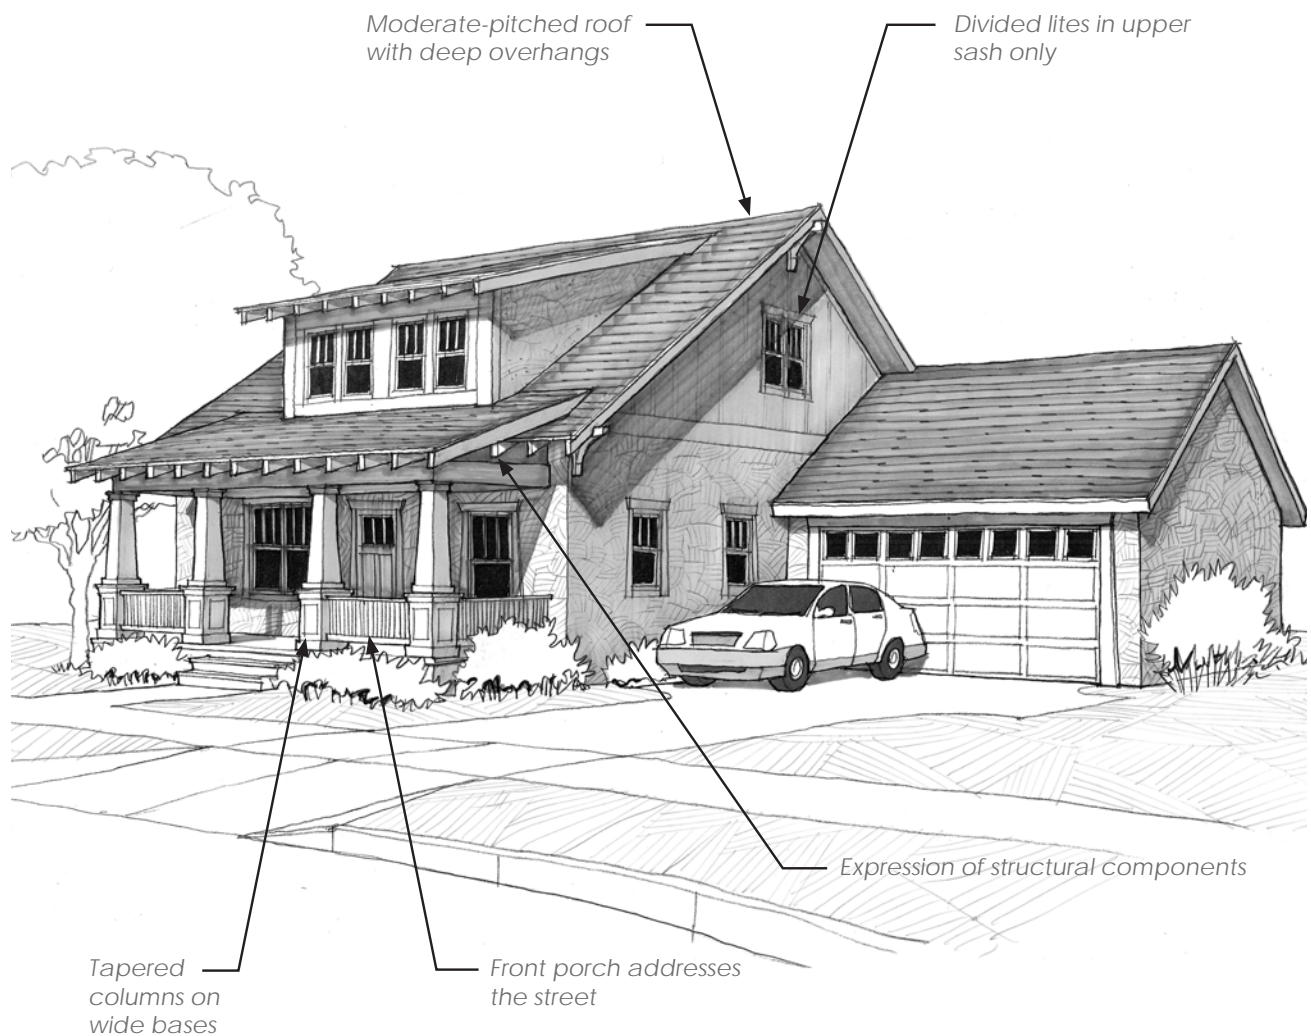 Moderate-pitched roof
with deep overhangs
Divided lites in upper
sash only
Expression of structural components
Tapered
columns on
wide bases
Front porch addresses
the street